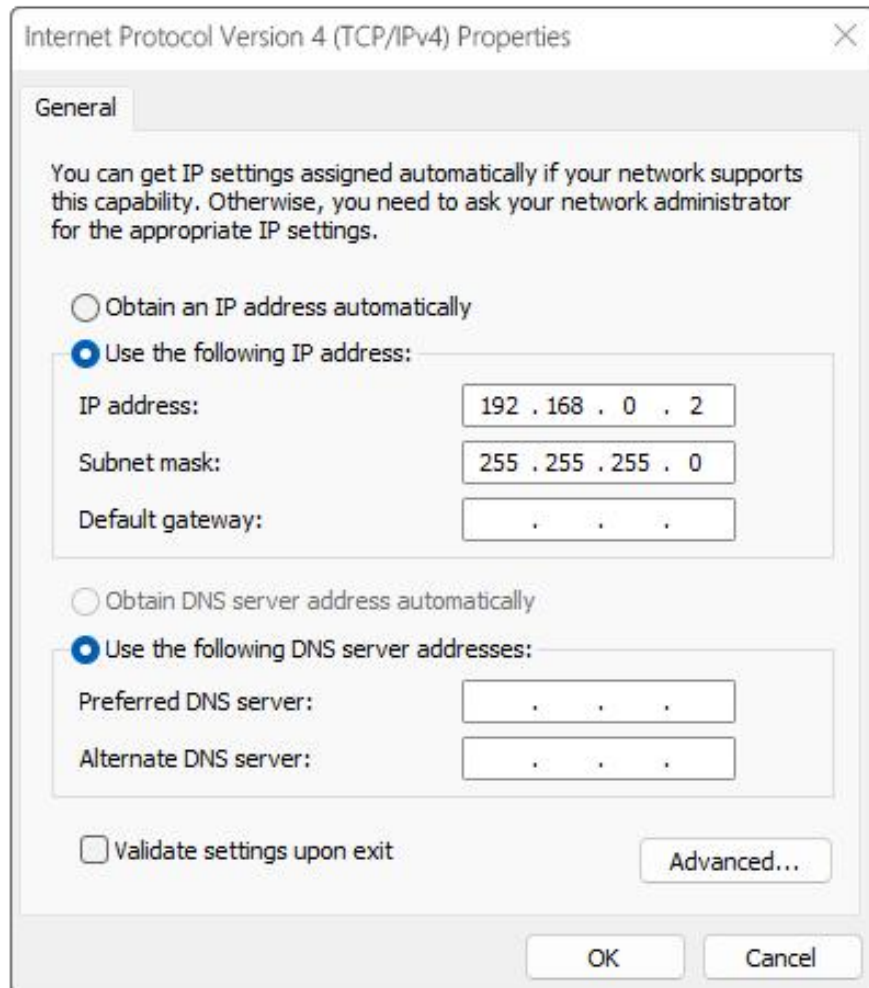 Internet Protocol Version 4 (TCP/IPv4) Properties
General
You can get IP settings assigned automatically if your network supports
this capability. Otherwise, you need to ask your network administrator
for the appropriate IP settings.
Obtain an IP address automatically
Use the following IP address:
IP address: 192 . 168 . 0 . 2
Subnet mask: 255 . 255 . 255 . 0
Default gateway: . . .
Obtain DNS server address automatically
Use the following DNS server addresses:
Preferred DNS server: . . .
Alternate DNS server: . . .
Validate settings upon exit
Advanced...
OK Cancel